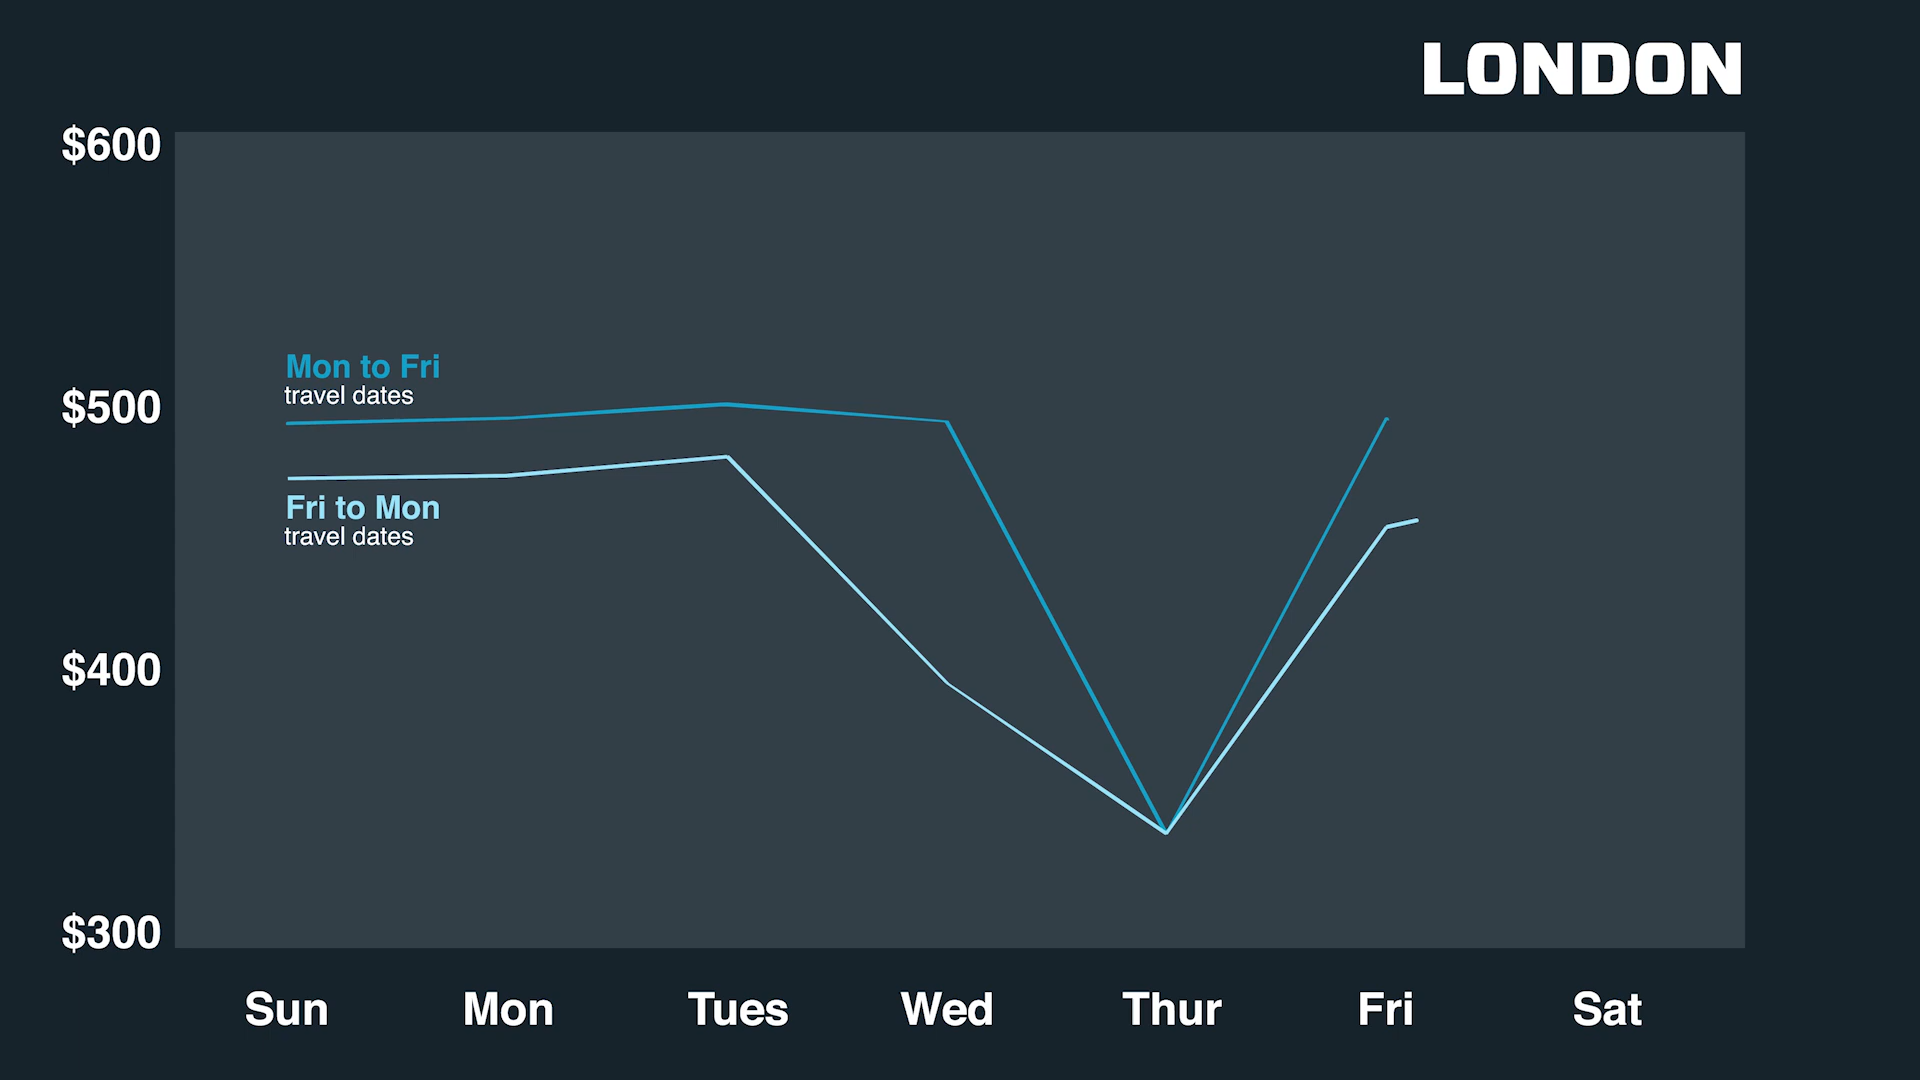 LONDON
$600
Mon to Fri
travel dates
$500
Fri to Mon
travel dates
$400
$300
Sun Mon Tues Wed Thur Fri Sat